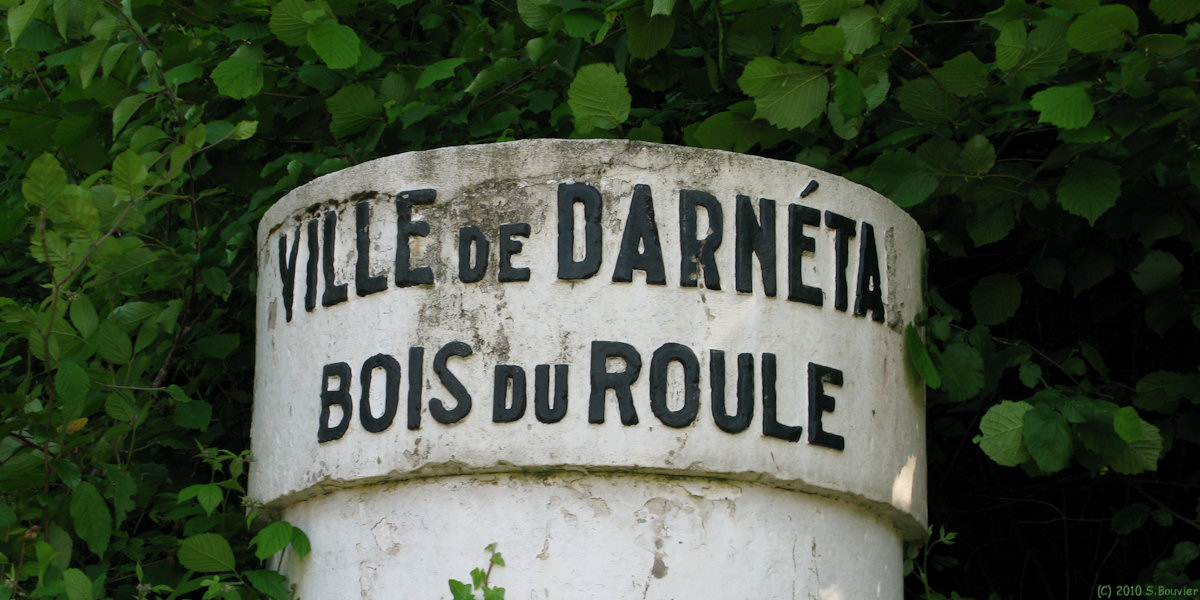 VILLE DE DARNÉTA
BOIS DU ROULE
(C) 2010 S.Bouvier